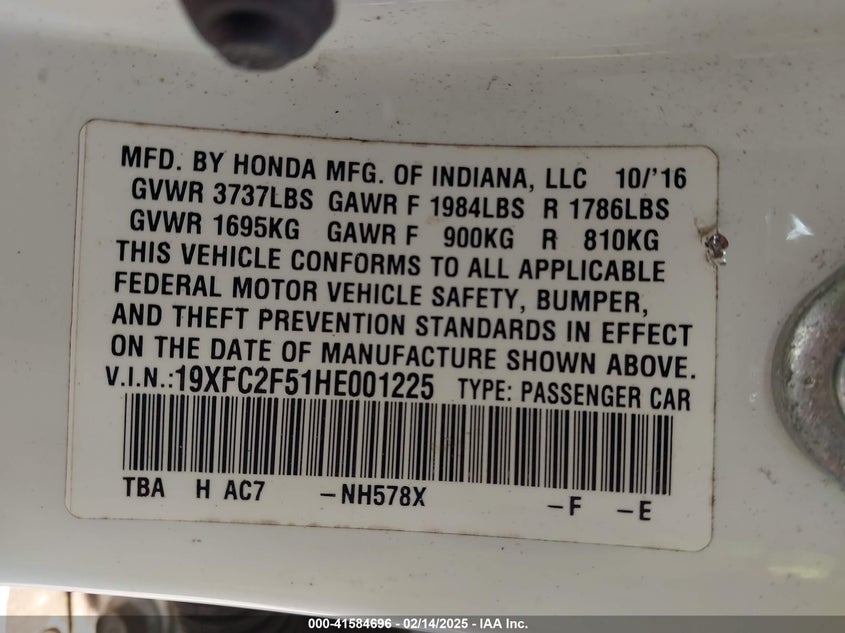 MFD. BY HONDA MFG. OF INDIANA, LLC 10/'16
GVWR 3737LBS GAWR F 1984LBS R 1786LBS
GVWR 1695KG GAWR F 900KG R 810KG
THIS VEHICLE CONFORMS TO ALL APPLICABLE
FEDERAL MOTOR VEHICLE SAFETY, BUMPER,
AND THEFT PREVENTION STANDARDS IN EFFECT
ON THE DATE OF MANUFACTURE SHOWN ABOVE.
V.I.N.:19XFC2F51HE001225 TYPE: PASSENGER CAR
TBA H AC7 -NH578X -F -E
000-41584696 - 02/14/2025 - IAA Inc.